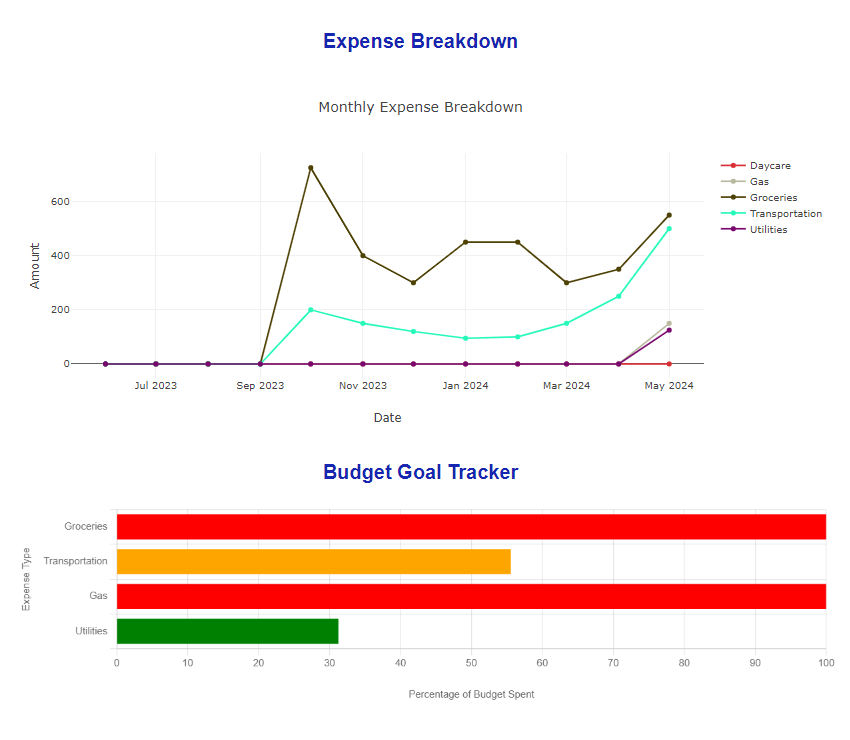 Expense Breakdown
Monthly Expense Breakdown
Daycare
Gas
Groceries
Transportation
Utilities
600
400
200
0
Amount
Jul 2023 Sep 2023 Nov 2023 Jan 2024 Mar 2024 May 2024
Date
Budget Goal Tracker
Groceries
Transportation
Gas
Utilities
Expense Type
0 10 20 30 40 50 60 70 80 90 100
Percentage of Budget Spent